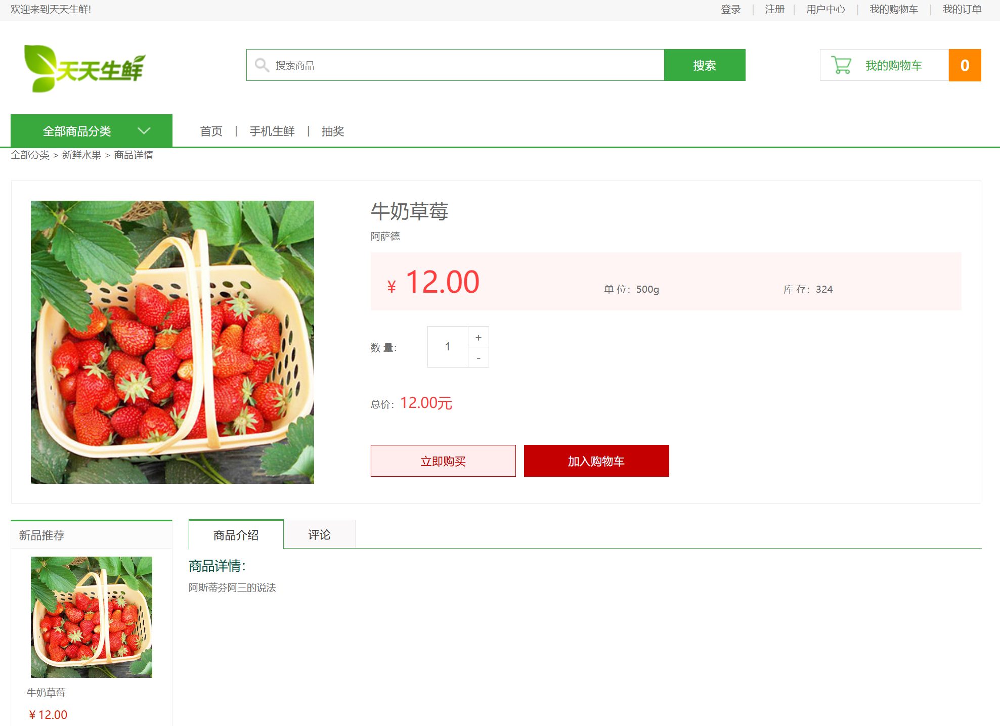 欢迎来到天天生鲜!
登录 | 注册 | 用户中心 | 我的购物车 | 我的订单
天天生鲜
搜索商品
搜索
我的购物车
0
全部商品分类
首页 | 手机生鲜 | 抽奖
全部分类 > 新鲜水果 > 商品详情
牛奶草莓
阿萨德
¥ 12.00
单 位：500g
库 存：324
数 量：
1
+
-
总价：12.00元
立即购买
加入购物车
新品推荐
商品介绍
评论
商品详情：
阿斯蒂芬阿三的说法
牛奶草莓
¥ 12.00